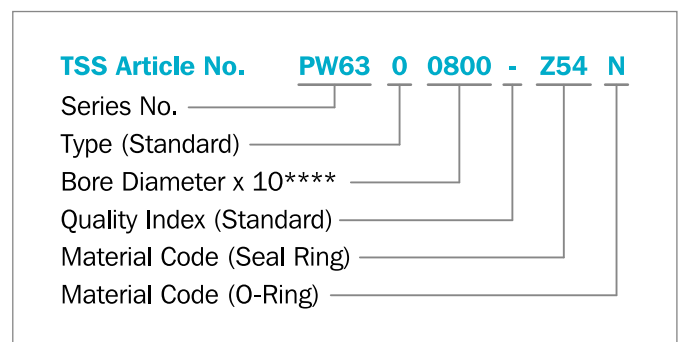 TSS Article No. PW63 0 0800 - Z54 N
Series No.
Type (Standard)
Bore Diameter x 10****
Quality Index (Standard)
Material Code (Seal Ring)
Material Code (O-Ring)